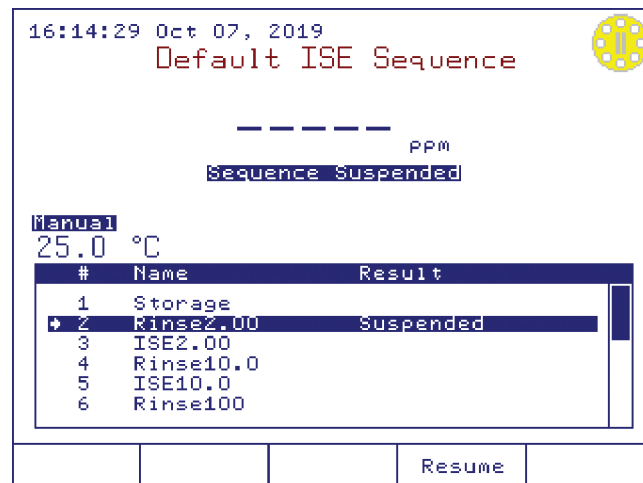 16:14:29 Oct 07, 2019
Default ISE Sequence
----- ppm
Sequence Suspended
Manual
25.0 °C
# Name Result
1 Storage
2 Rinse2.00 Suspended
3 ISE2.00
4 Rinse10.0
5 ISE10.0
6 Rinse100
Resume